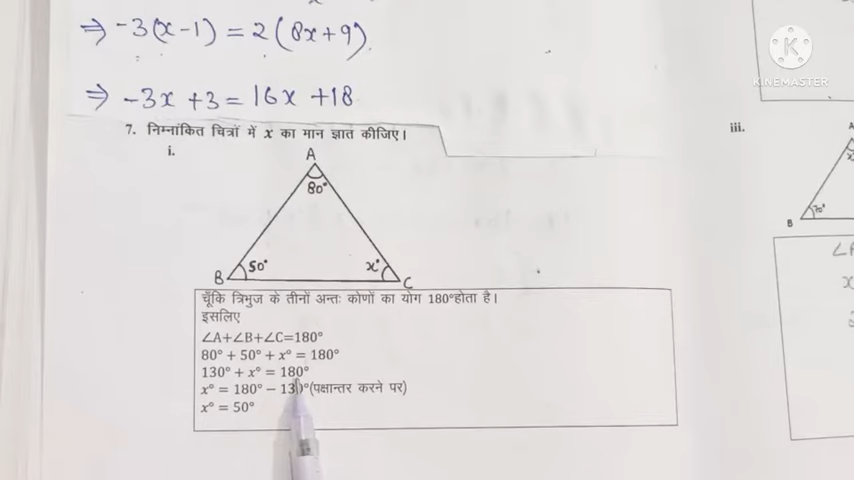 ⇒ -3(x-1) = 2(8x+9)
⇒ -3x +3 = 16x +18
7. निम्नांकित चित्रों में x का मान ज्ञात कीजिए।
i.
A
80°
B
50°
x°
C
चूँकि त्रिभुज के तीनों अन्तः कोणों का योग 180°होता है।
इसलिए
∠A+∠B+∠C=180°
80° + 50° + x° = 180°
130° + x° = 180°
x° = 180° − 130°(पक्षान्तर करने पर)
x° = 50°
iii.
A
B
70°
K
KINEMASTER